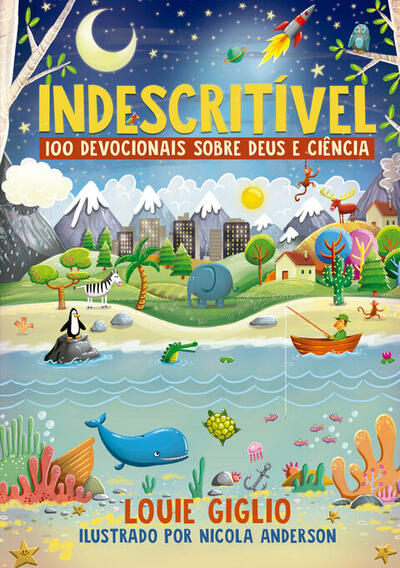 INDESCRITÍVEL
100 DEVOCIONAIS SOBRE DEUS E CIÊNCIA
LOUIE GIGLIO
ILUSTRADO POR NICOLA ANDERSON